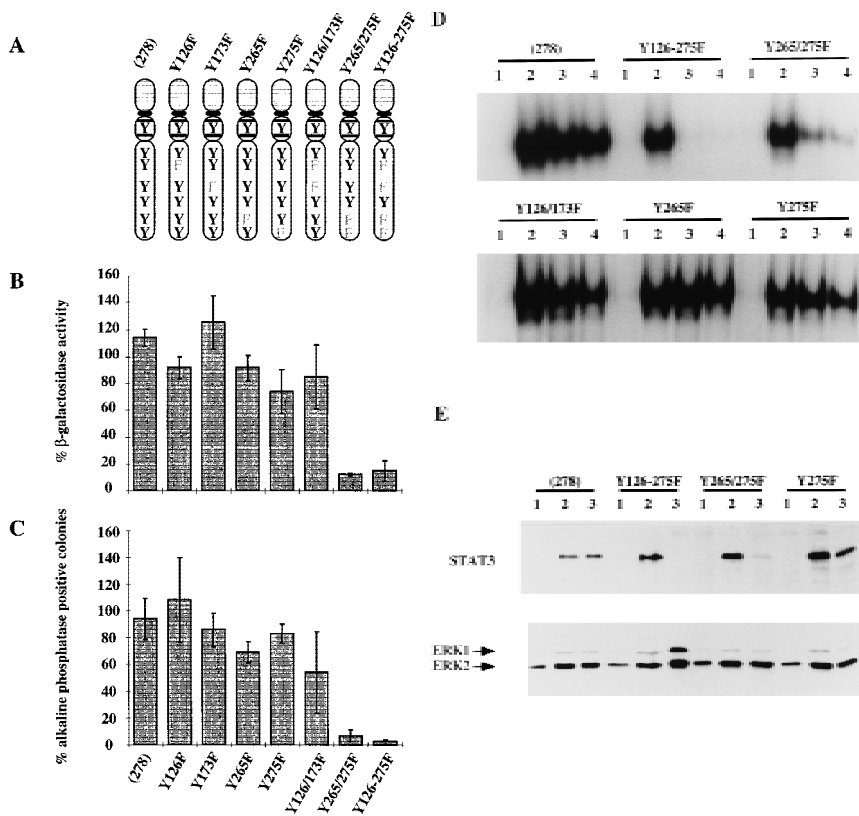 A
(278)
Y126F
Y173F
Y265F
Y275F
Y126/173F
Y265/275F
Y126-275F
Y Y Y Y Y Y Y Y
Y Y Y Y Y Y Y Y
Y F Y Y Y F Y F
Y Y F Y Y F Y F
Y Y Y Y Y Y Y Y
Y Y Y F Y Y F F
Y Y Y Y F Y F F
B
% β-galactosidase activity
160
140
120
100
80
60
40
20
0
C
% alkaline phosphatase positive colonies
160
140
120
100
80
60
40
20
0
(278)
Y126F
Y173F
Y265F
Y275F
Y126/173F
Y265/275F
Y126-275F
D
(278) Y126-275F Y265/275F
1 2 3 4 1 2 3 4 1 2 3 4
Y126/173F Y265F Y275F
1 2 3 4 1 2 3 4 1 2 3 4
E
(278) Y126-275F Y265/275F Y275F
1 2 3 1 2 3 1 2 3 1 2 3
STAT3
ERK1
ERK2